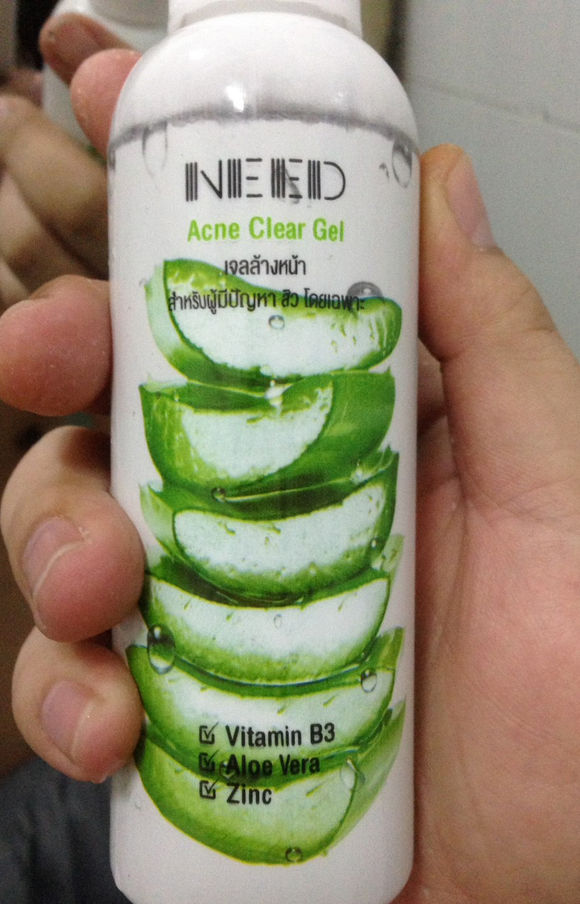 NEED
Acne Clear Gel
เจลล้างหน้า
สำหรับผู้มีปัญหา สิว โดยเฉพาะ
Vitamin B3
Aloe Vera
Zinc